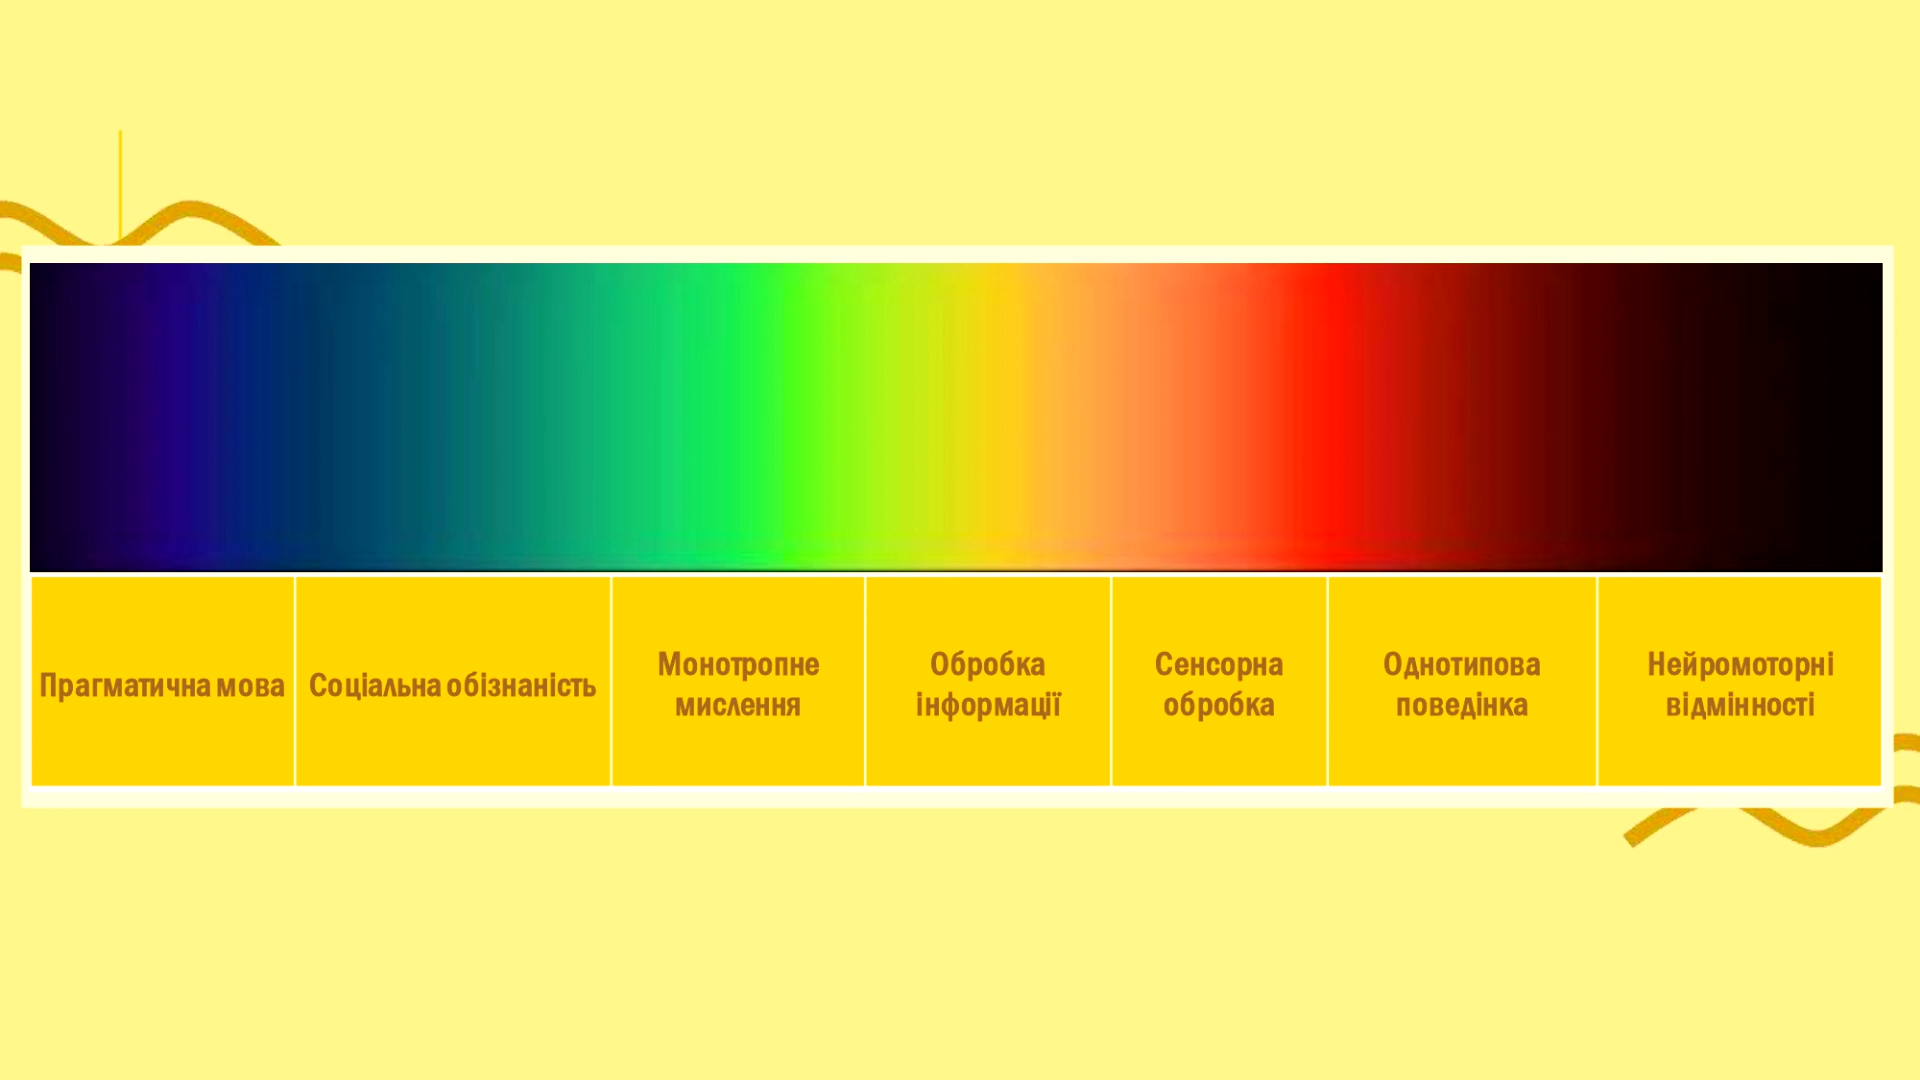 Прагматична мова
Соціальна обізнаність
Монотропне
мислення
Обробка
інформації
Сенсорна
обробка
Однотипова
поведінка
Нейромоторні
відмінності